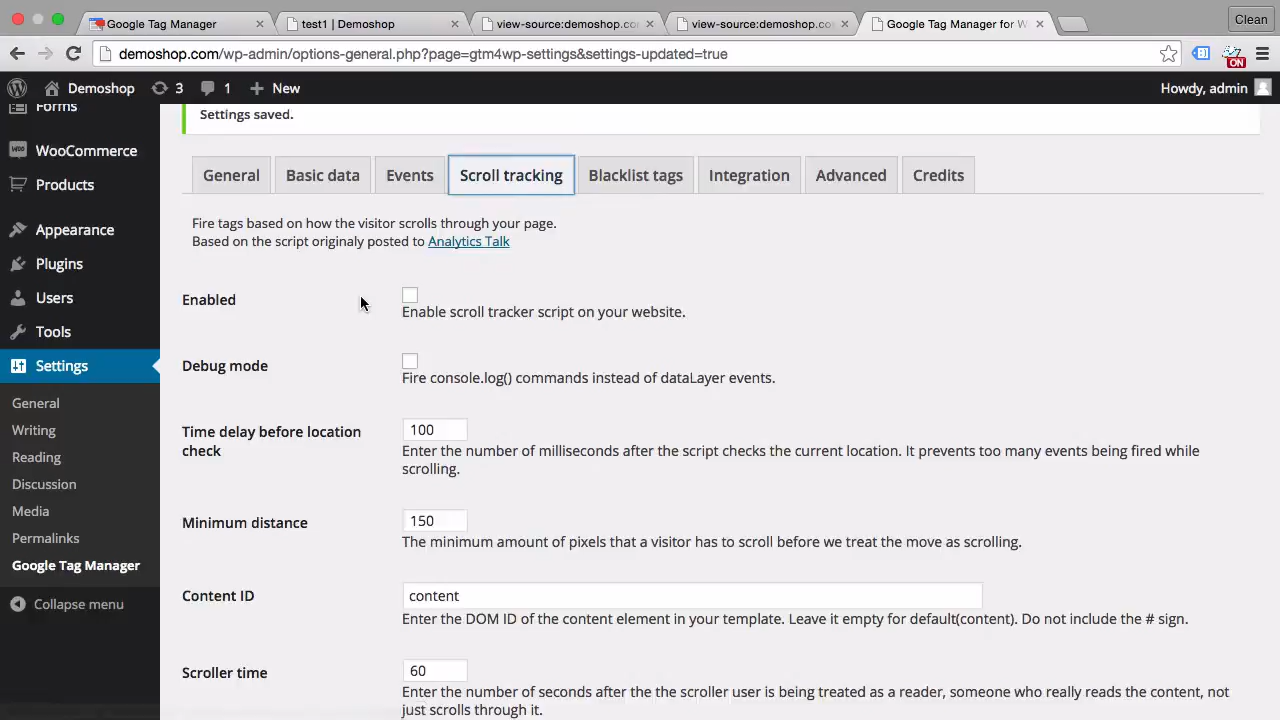 Google Tag Manager
test1 | Demoshop
view-source:demoshop.co
view-source:demoshop.co
Google Tag Manager for W
Clean
demoshop.com/wp-admin/options-general.php?page=gtm4wp-settings&settings-updated=true
ON
Demoshop
3
1
New
Howdy, admin
Forms
WooCommerce
Products
Appearance
Plugins
Users
Tools
Settings
General
Writing
Reading
Discussion
Media
Permalinks
Google Tag Manager
Collapse menu
Settings saved.
General
Basic data
Events
Scroll tracking
Blacklist tags
Integration
Advanced
Credits
Fire tags based on how the visitor scrolls through your page.
Based on the script originaly posted to Analytics Talk
Enabled
Enable scroll tracker script on your website.
Debug mode
Fire console.log() commands instead of dataLayer events.
Time delay before location
check
100
Enter the number of milliseconds after the script checks the current location. It prevents too many events being fired while
scrolling.
Minimum distance
150
The minimum amount of pixels that a visitor has to scroll before we treat the move as scrolling.
Content ID
content
Enter the DOM ID of the content element in your template. Leave it empty for default(content). Do not include the # sign.
Scroller time
60
Enter the number of seconds after the the scroller user is being treated as a reader, someone who really reads the content, not
just scrolls through it.